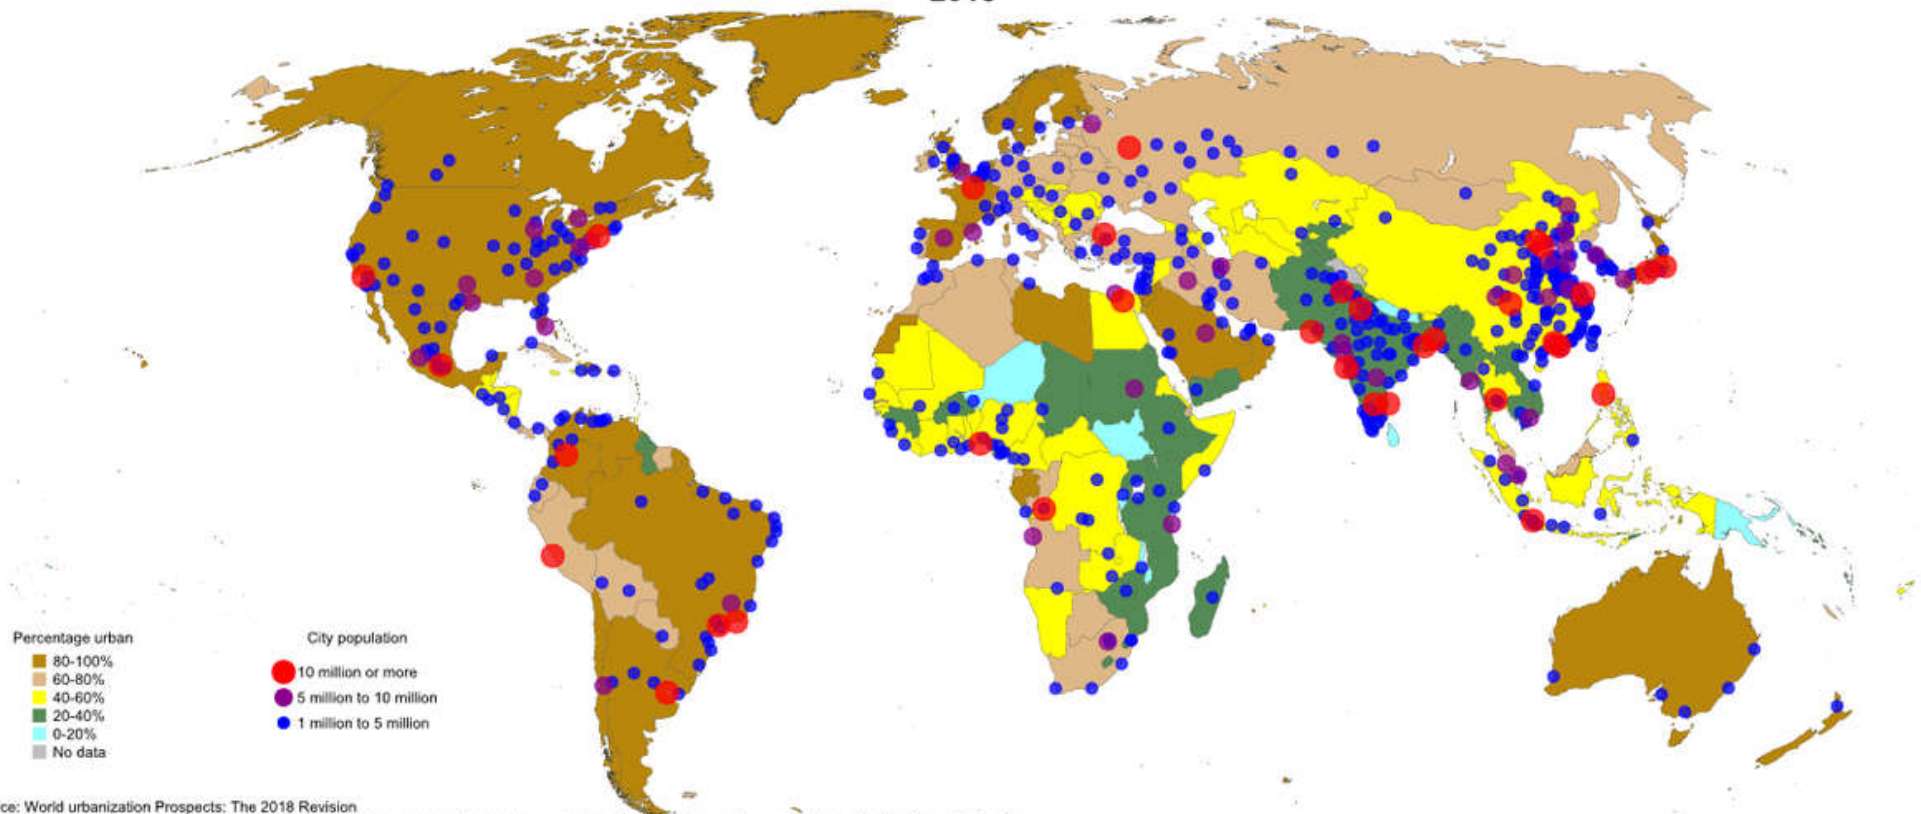 Percentage urban
80-100%
60-80%
40-60%
20-40%
0-20%
No data
City population
10 million or more
5 million to 10 million
1 million to 5 million
ce: World urbanization Prospects: The 2018 Revision